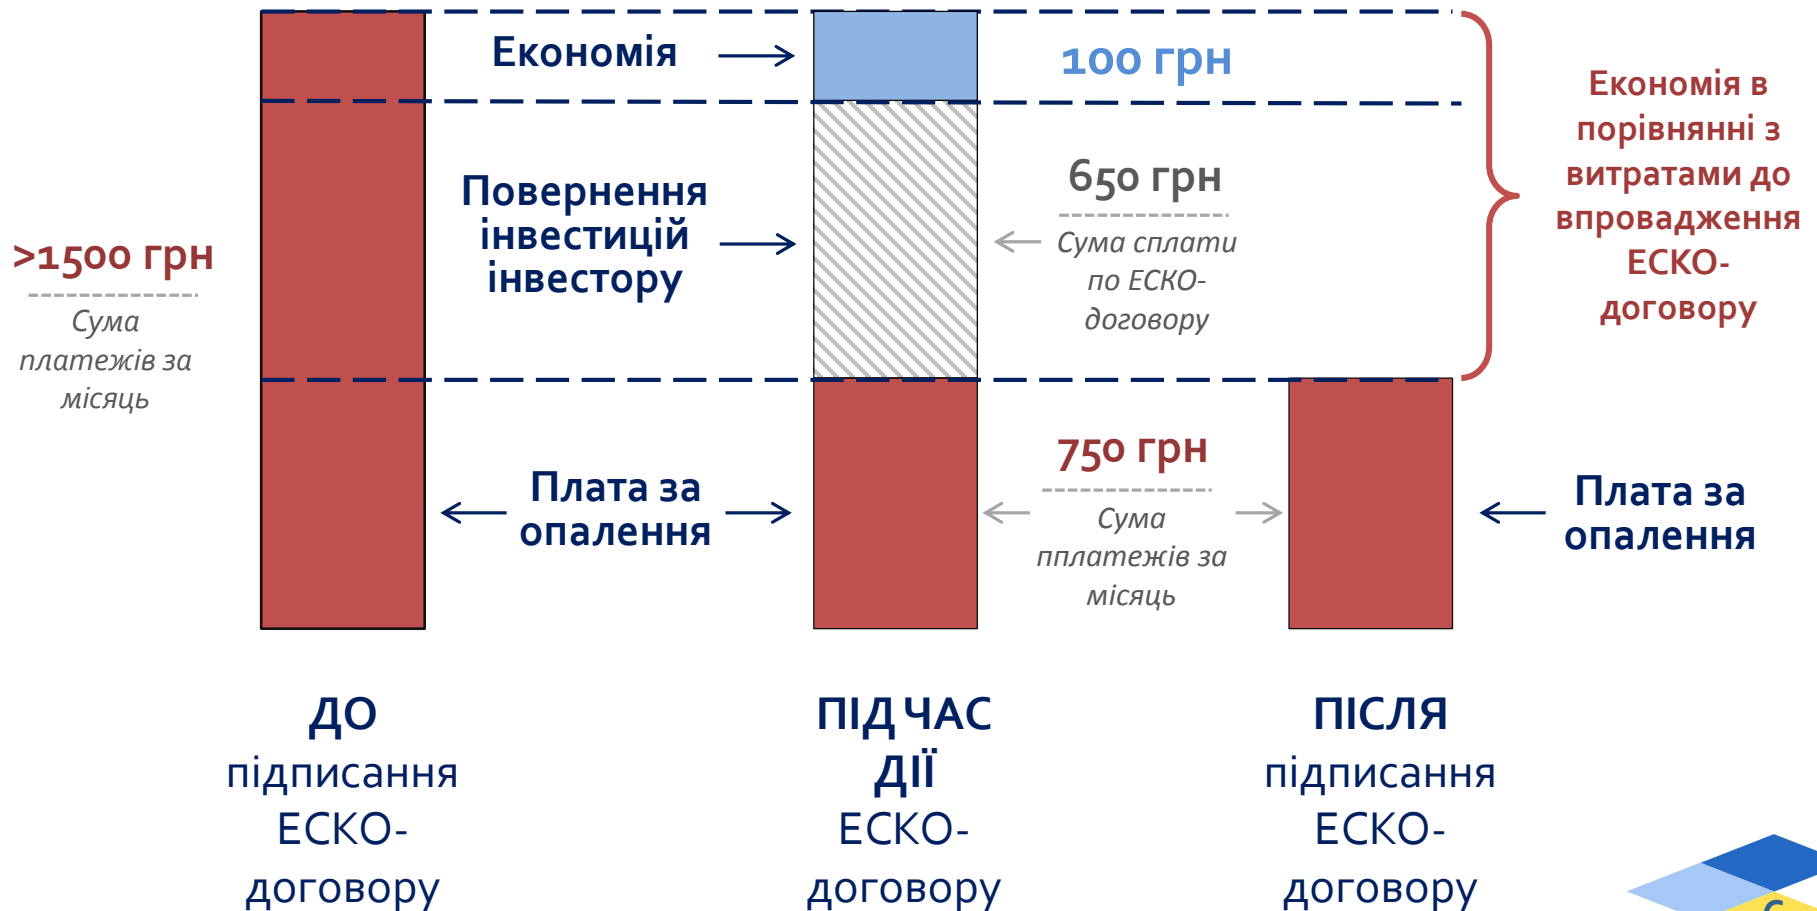 Економія
100 грн
Економія в
порівнянні з
витратами до
впровадження
ЕСКО-
договору
Повернення
інвестицій
інвестору
650 грн
Сума сплати
по ЕСКО-
договору
>1500 грн
Сума
платежів за
місяць
Плата за
опалення
750 грн
Сума
пплатежів за
місяць
Плата за
опалення
ДО
підписання
ЕСКО-
договору
ПІД ЧАС
ДІЇ
ЕСКО-
договору
ПІСЛЯ
підписання
ЕСКО-
договору